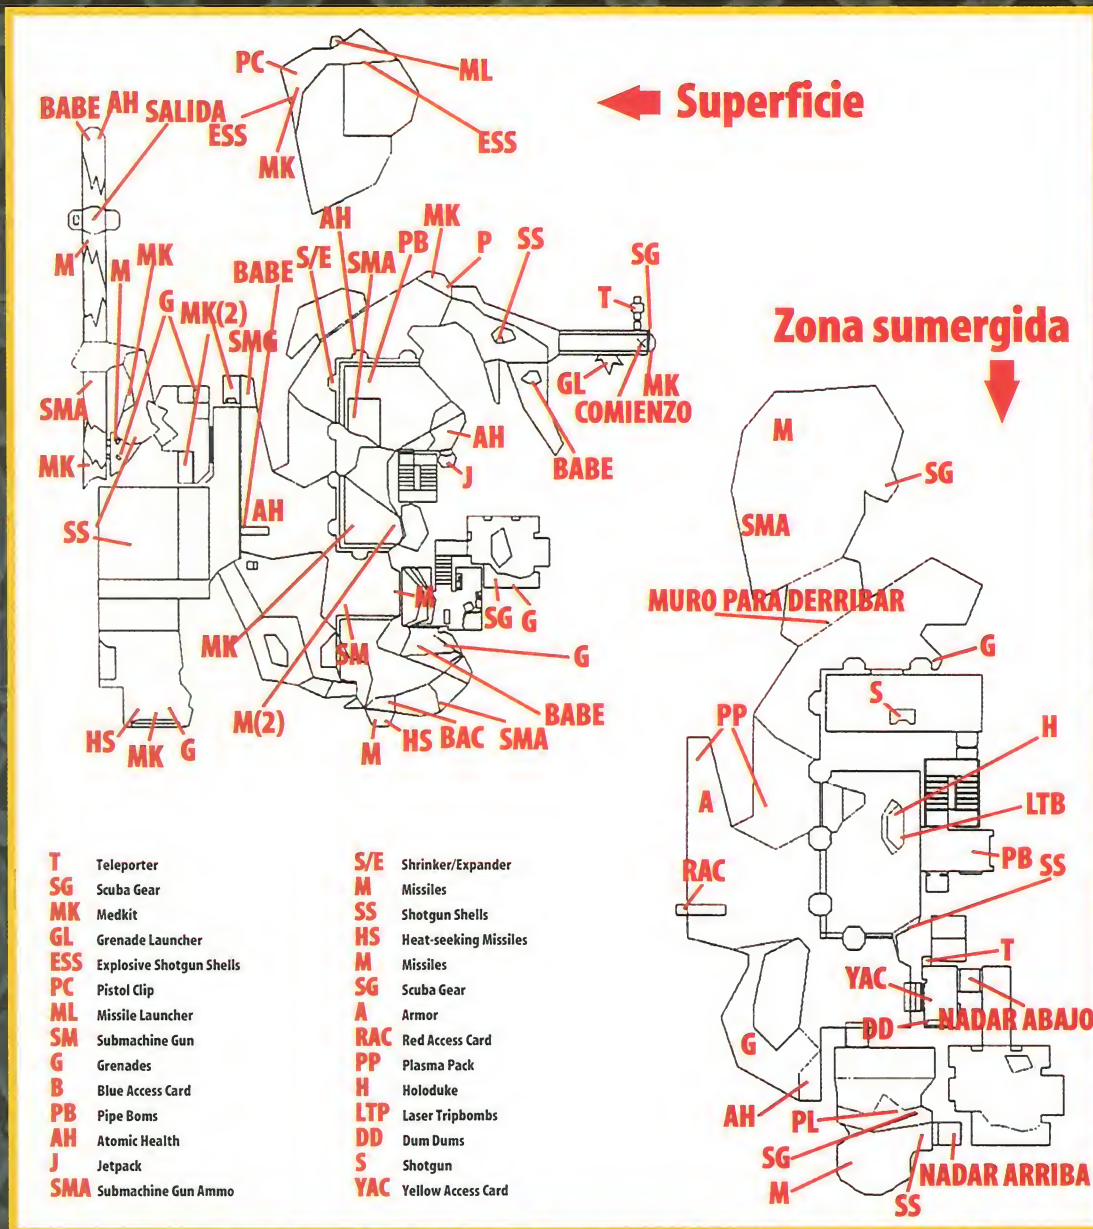 PC
ML
Superficie
BABE AH SALIDA
ESS
ESS
MK
AH
MK
PB
P
SS
SG
S/E
SMA
M
M
MK
BABE
T
G
MK(2)
SMG
Zona sumergida
GL
MK
COMIENZO
SMA
M
AH
BABE
SG
MK
J
AH
SS
SMA
M
SG
G
MURO PARA DERRIBAR
MK
SM
G
G
S
M(2)
BABE
PP
H
HS
MK
G
M
HS
BAC
SMA
A
LTB
PB
SS
RAC
T
YAC
DD
NADAR ABAJO
G
AH
PL
SG
NADAR ARRIBA
M
SS
T Teleporter
SG Scuba Gear
MK Medkit
GL Grenade Launcher
ESS Explosive Shotgun Shells
PC Pistol Clip
ML Missile Launcher
SM Submachine Gun
G Grenades
B Blue Access Card
PB Pipe Boms
AH Atomic Health
J Jetpack
SMA Submachine Gun Ammo
S/E Shrinker/Expander
M Missiles
SS Shotgun Shells
HS Heat-seeking Missiles
M Missiles
SG Scuba Gear
A Armor
RAC Red Access Card
PP Plasma Pack
H Holoduke
LTP Laser Tripbombs
DD Dum Dums
S Shotgun
YAC Yellow Access Card